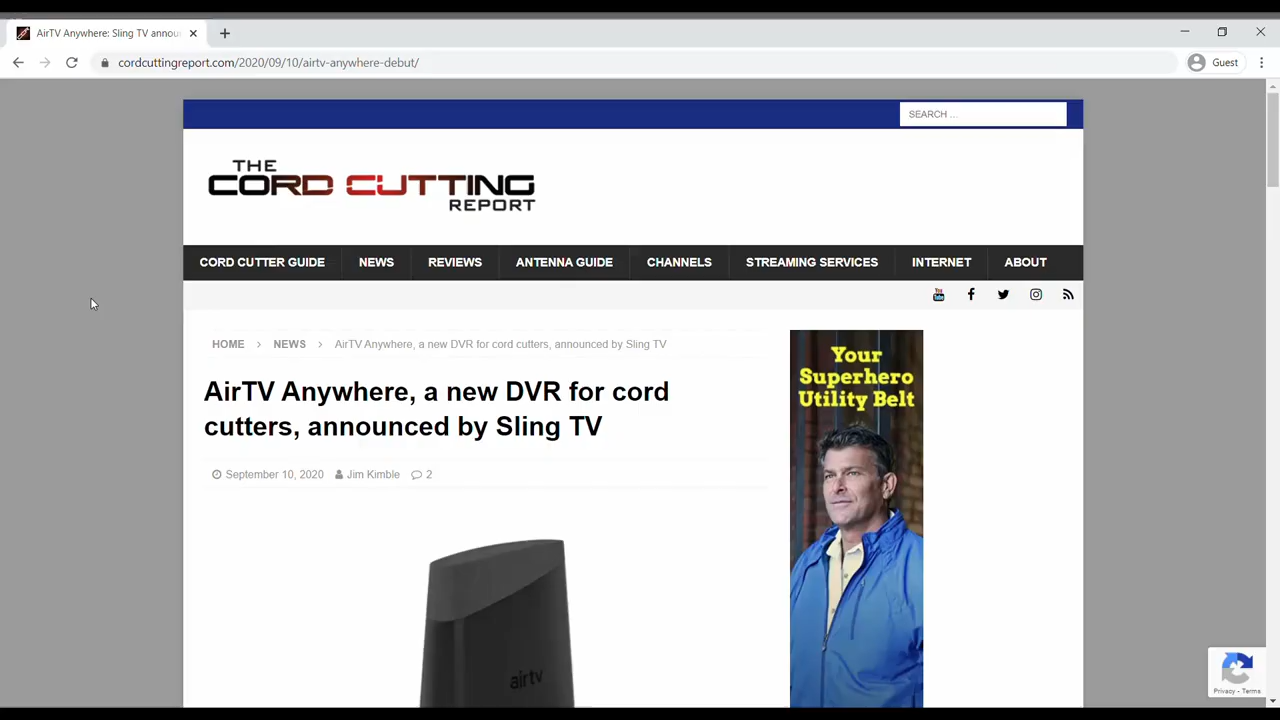 AirTV Anywhere: Sling TV annou
cordcuttingreport.com/2020/09/10/airtv-anywhere-debut/
Guest
SEARCH ...
THE
CORD CUTTING
REPORT
CORD CUTTER GUIDE NEWS REVIEWS ANTENNA GUIDE CHANNELS STREAMING SERVICES INTERNET ABOUT
You Tube
HOME > NEWS > AirTV Anywhere, a new DVR for cord cutters, announced by Sling TV
AirTV Anywhere, a new DVR for cord
cutters, announced by Sling TV
September 10, 2020 Jim Kimble 2
Your
Superhero
Utility Belt
airtv
Privacy - Terms